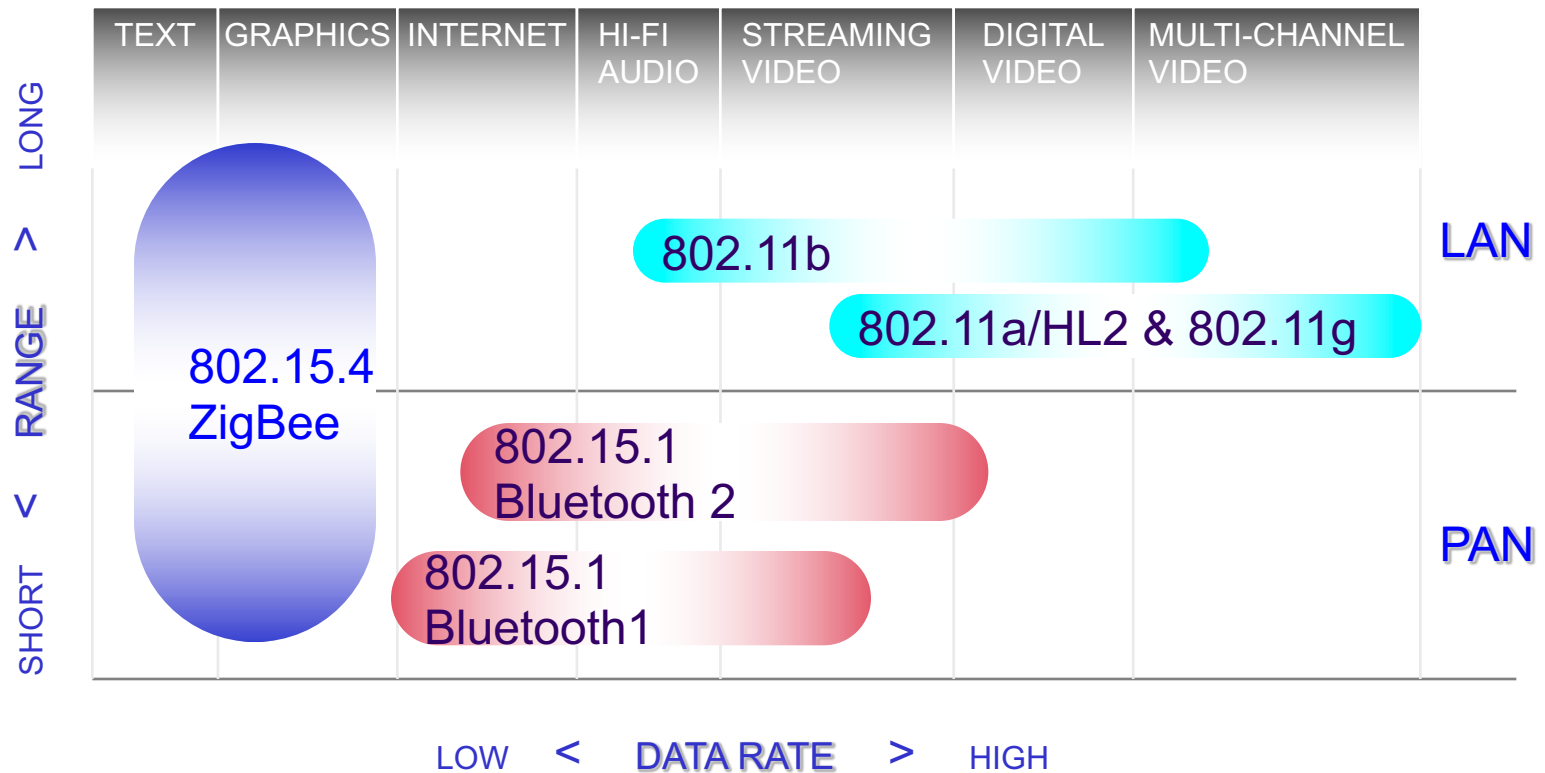 TEXT
GRAPHICS
INTERNET
HI-FI
AUDIO
STREAMING
VIDEO
DIGITAL
VIDEO
MULTI-CHANNEL
VIDEO
SHORT < RANGE > LONG
802.15.4
ZigBee
802.11b
802.11a/HL2 & 802.11g
LAN
802.15.1
Bluetooth 2
802.15.1
Bluetooth1
PAN
LOW < DATA RATE > HIGH